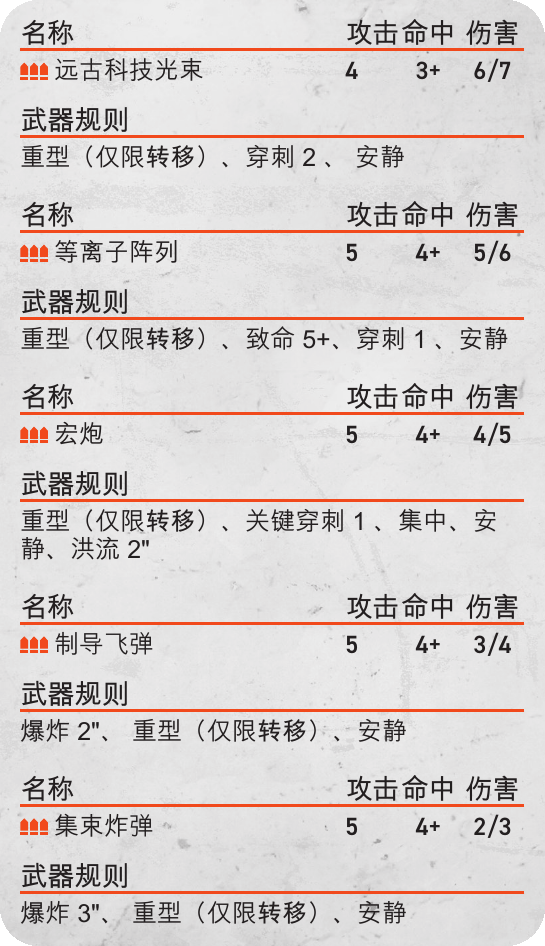 名称 攻击 命中 伤害
远古科技光束 4 3+ 6/7
武器规则
重型（仅限转移）、穿刺 2 、 安静
名称 攻击 命中 伤害
等离子阵列 5 4+ 5/6
武器规则
重型（仅限转移）、致命 5+、穿刺 1 、安静
名称 攻击 命中 伤害
宏炮 5 4+ 4/5
武器规则
重型（仅限转移）、关键穿刺 1 、集中、安
静、洪流 2"
名称 攻击 命中 伤害
制导飞弹 5 4+ 3/4
武器规则
爆炸 2"、 重型（仅限转移）、安静
名称 攻击 命中 伤害
集束炸弹 5 4+ 2/3
武器规则
爆炸 3"、 重型（仅限转移）、安静